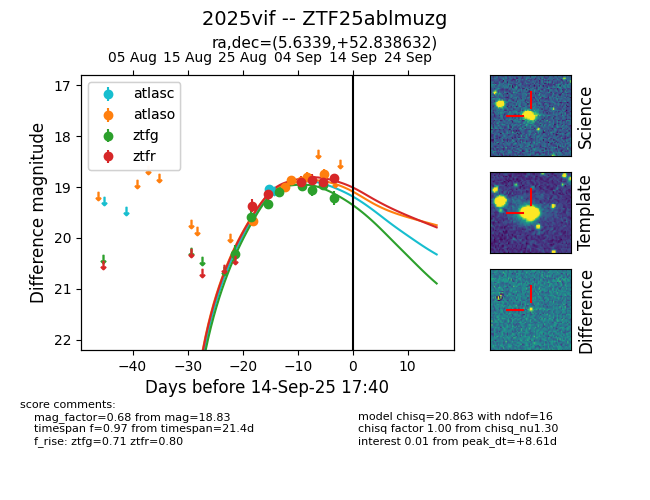 2025vif -- ZTF25ablmuzg
ra,dec=(5.6339,+52.838632)
05 Aug 15 Aug 25 Aug 04 Sep 14 Sep 24 Sep
atlasc
atlaso
ztfg
ztfr
17
18
19
20
21
22
Difference magnitude
−40 −30 −20 −10 0 10
Days before 14-Sep-25 17:40
Science
Template
Difference
score comments:
mag_factor=0.68 from mag=18.83
timespan f=0.97 from timespan=21.4d
f_rise: ztfg=0.71 ztfr=0.80
model chisq=20.863 with ndof=16
chisq factor 1.00 from chisq_nu1.30
interest 0.01 from peak_dt=+8.61d